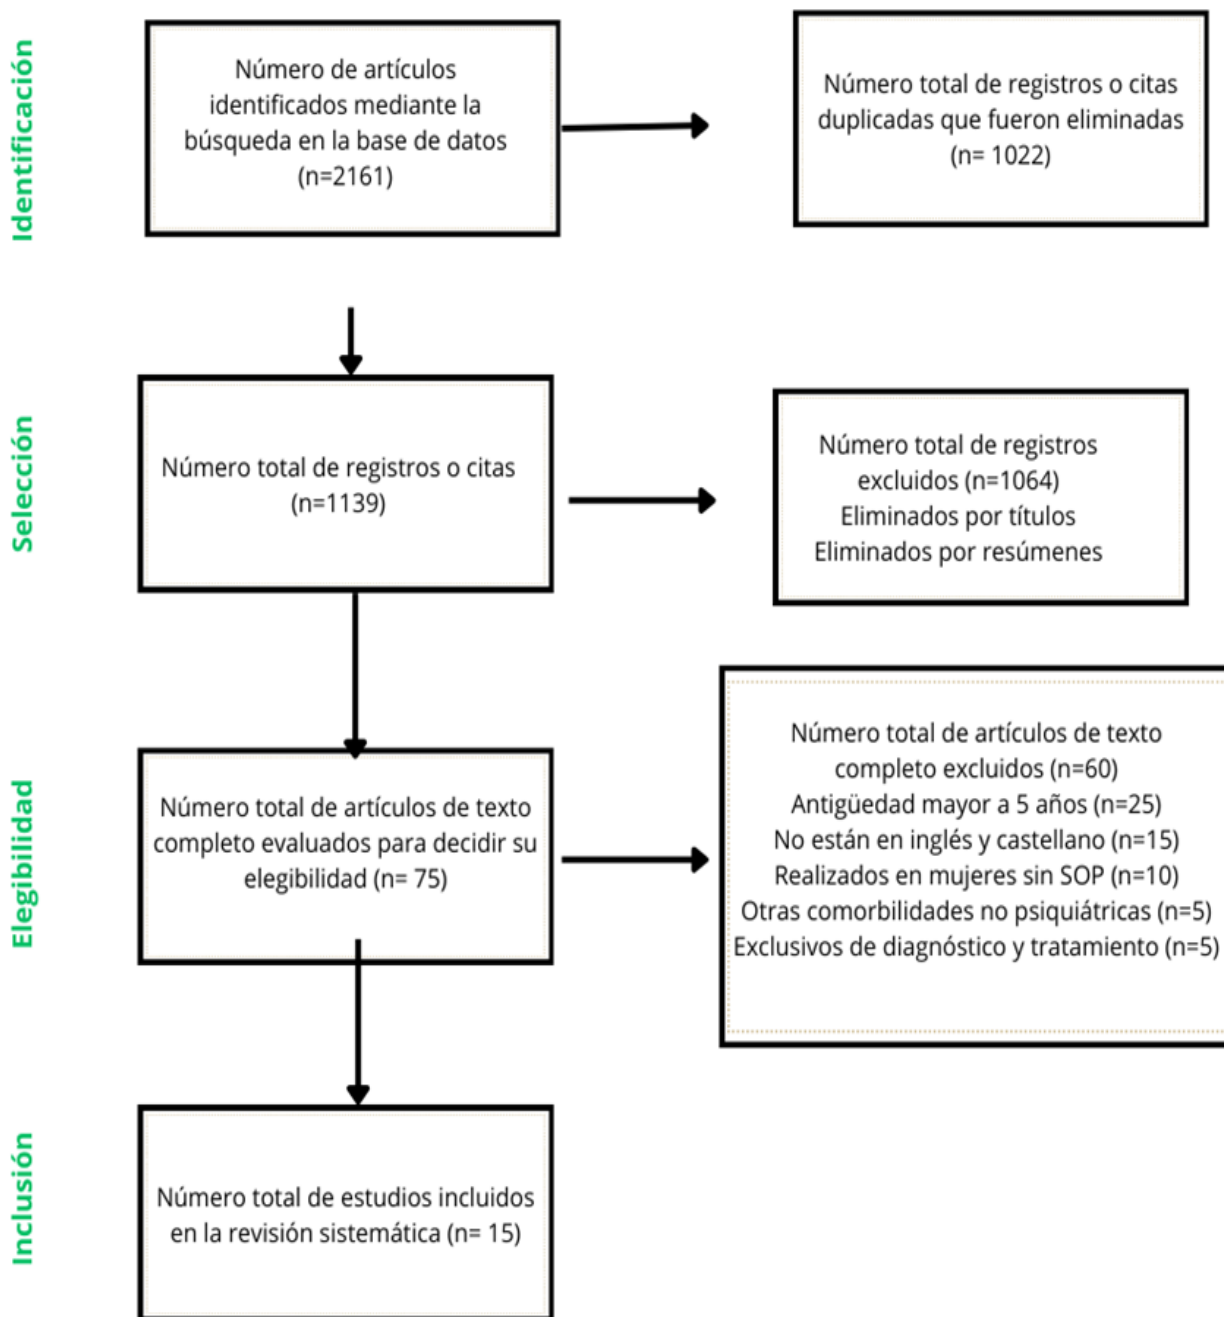 Identificación
Número de artículos
identificados mediante la
búsqueda en la base de datos
(n=2161)
Número total de registros o citas
duplicadas que fueron eliminadas
(n= 1022)
Selección
Número total de registros o citas
(n=1139)
Número total de registros
excluidos (n=1064)
Eliminados por títulos
Eliminados por resúmenes
Elegibilidad
Número total de artículos de texto
completo evaluados para decidir su
elegibilidad (n= 75)
Número total de artículos de texto
completo excluidos (n=60)
Antigüedad mayor a 5 años (n=25)
No están en inglés y castellano (n=15)
Realizados en mujeres sin SOP (n=10)
Otras comorbilidades no psiquiátricas (n=5)
Exclusivos de diagnóstico y tratamiento (n=5)
Inclusión
Número total de estudios incluidos
en la revisión sistemática (n= 15)